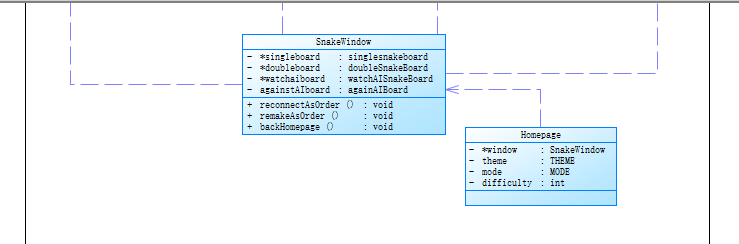 SnakeWindow
- *singleboard : singlesnakeboard
- *doubleboard : doubleSnakeBoard
- *watchaiboard : watchAISnakeBoard
- againstAIboard : againAIBoard
+ reconnectAsOrder () : void
+ remakeAsOrder () : void
+ backHomepage () : void
Homepage
- *window : SnakeWindow
- theme : THEME
- mode : MODE
- difficulty : int